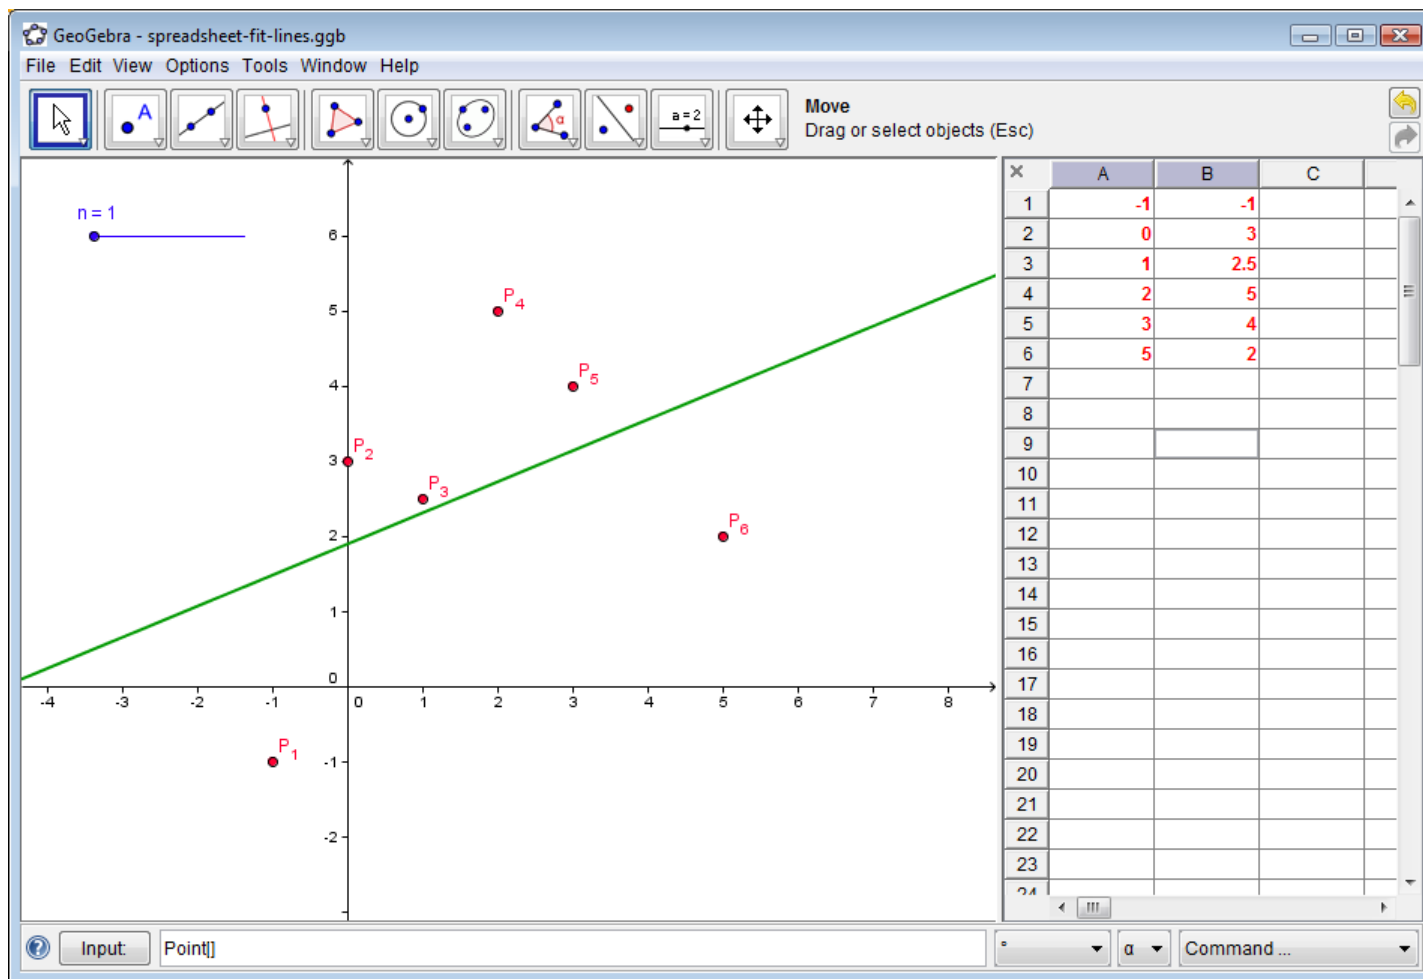 GeoGebra - spreadsheet-fit-lines.ggb
File Edit View Options Tools Window Help
A
α
a = 2
Move
Drag or select objects (Esc)
n = 1
6
5
4
3
2
1
0
-1
-2
-4 -3 -2 -1 0 1 2 3 4 5 6 7 8
P4
P5
P2
P3
P6
P1
A B C
1 -1 -1
2 0 3
3 1 2.5
4 2 5
5 3 4
6 5 2
7
8
9
10
11
12
13
14
15
16
17
18
19
20
21
22
23
24
Input: Point[] ° α Command ...